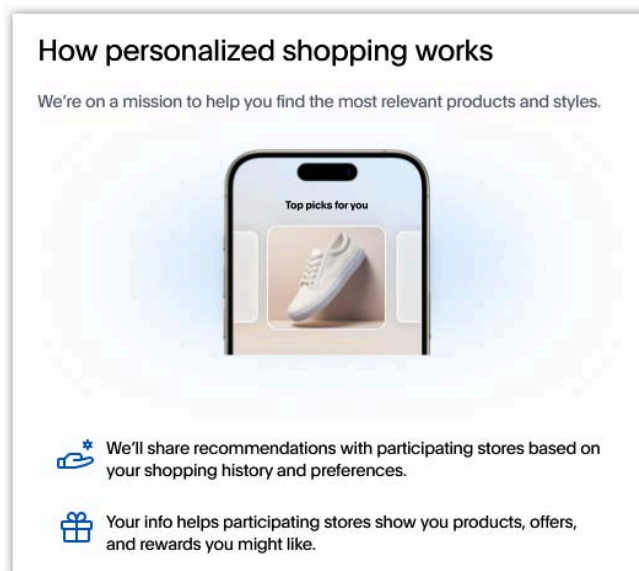 How personalized shopping works
We're on a mission to help you find the most relevant products and styles.
Top picks for you
We'll share recommendations with participating stores based on
your shopping history and preferences.
Your info helps participating stores show you products, offers,
and rewards you might like.